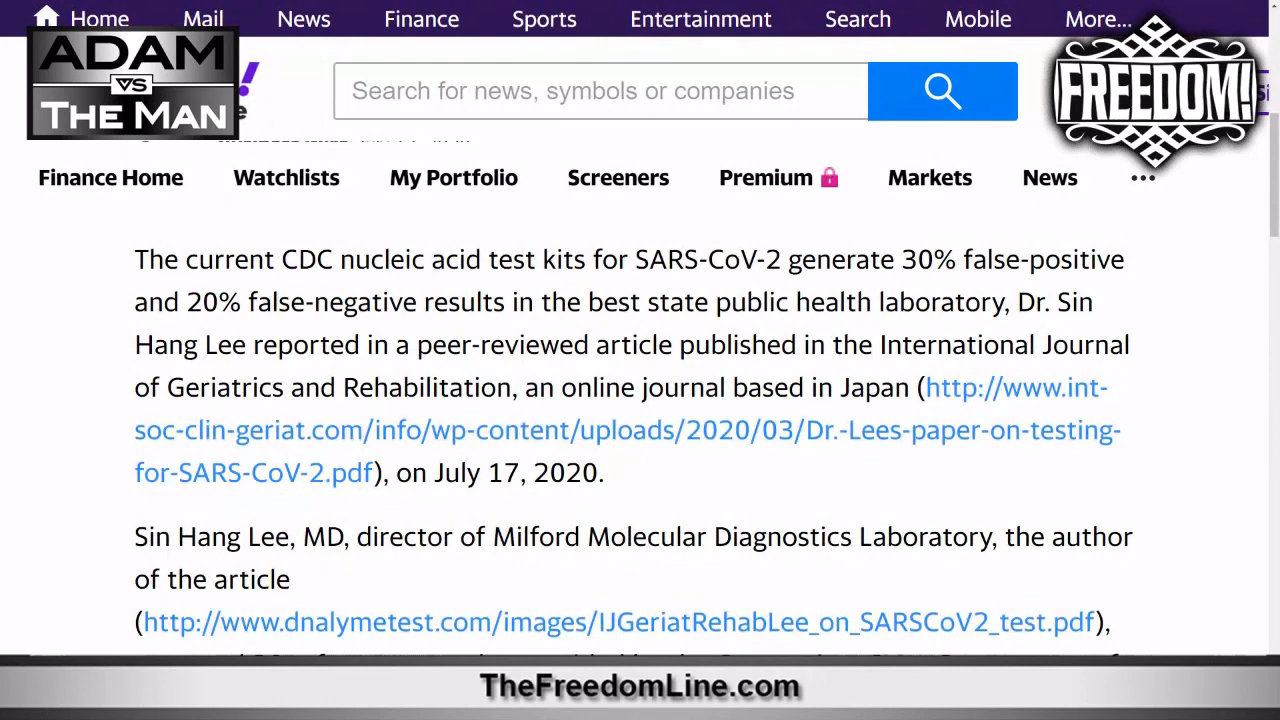 Home Mail News Finance Sports Entertainment Search Mobile More...
ADAM
VS
THE MAN
Search for news, symbols or companies
FREEDOM!
Finance Home Watchlists My Portfolio Screeners Premium Markets News ...
The current CDC nucleic acid test kits for SARS-CoV-2 generate 30% false-positive
and 20% false-negative results in the best state public health laboratory, Dr. Sin
Hang Lee reported in a peer-reviewed article published in the International Journal
of Geriatrics and Rehabilitation, an online journal based in Japan (http://www.int-
soc-clin-geriat.com/info/wp-content/uploads/2020/03/Dr.-Lees-paper-on-testing-
for-SARS-CoV-2.pdf), on July 17, 2020.
Sin Hang Lee, MD, director of Milford Molecular Diagnostics Laboratory, the author
of the article
(http://www.dnalymetest.com/images/IJGeriatRehabLee_on_SARSCoV2_test.pdf),
TheFreedomLine.com